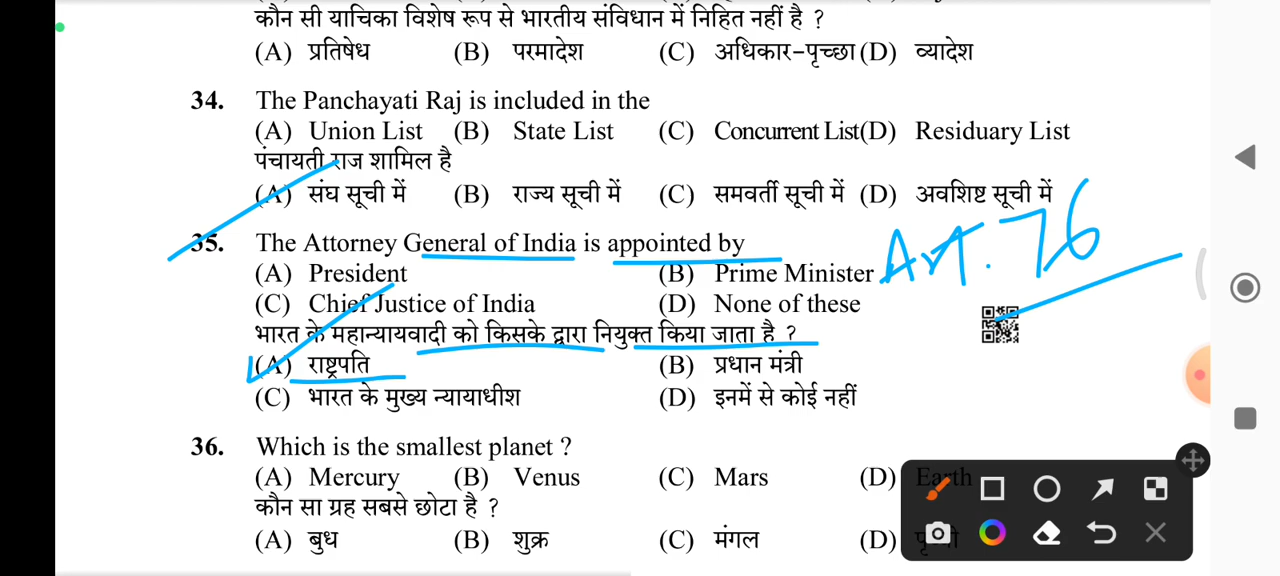 कौन सी याचिका विशेष रूप से भारतीय संविधान में निहित नहीं है ?
(A) प्रतिषेध (B) परमादेश (C) अधिकार-पृच्छा (D) व्यादेश
34. The Panchayati Raj is included in the
(A) Union List (B) State List (C) Concurrent List (D) Residuary List
पंचायती राज शामिल है
(A) संघ सूची में (B) राज्य सूची में (C) समवर्ती सूची में (D) अवशिष्ट सूची में
35. The Attorney General of India is appointed by
Art. 76
(A) President (B) Prime Minister
(C) Chief Justice of India (D) None of these
भारत के महान्यायवादी को किसके द्वारा नियुक्त किया जाता है ?
(A) राष्ट्रपति (B) प्रधान मंत्री
(C) भारत के मुख्य न्यायाधीश (D) इनमें से कोई नहीं
36. Which is the smallest planet ?
(A) Mercury (B) Venus (C) Mars (D) Earth
कौन सा ग्रह सबसे छोटा है ?
(A) बुध (B) शुक्र (C) मंगल (D)